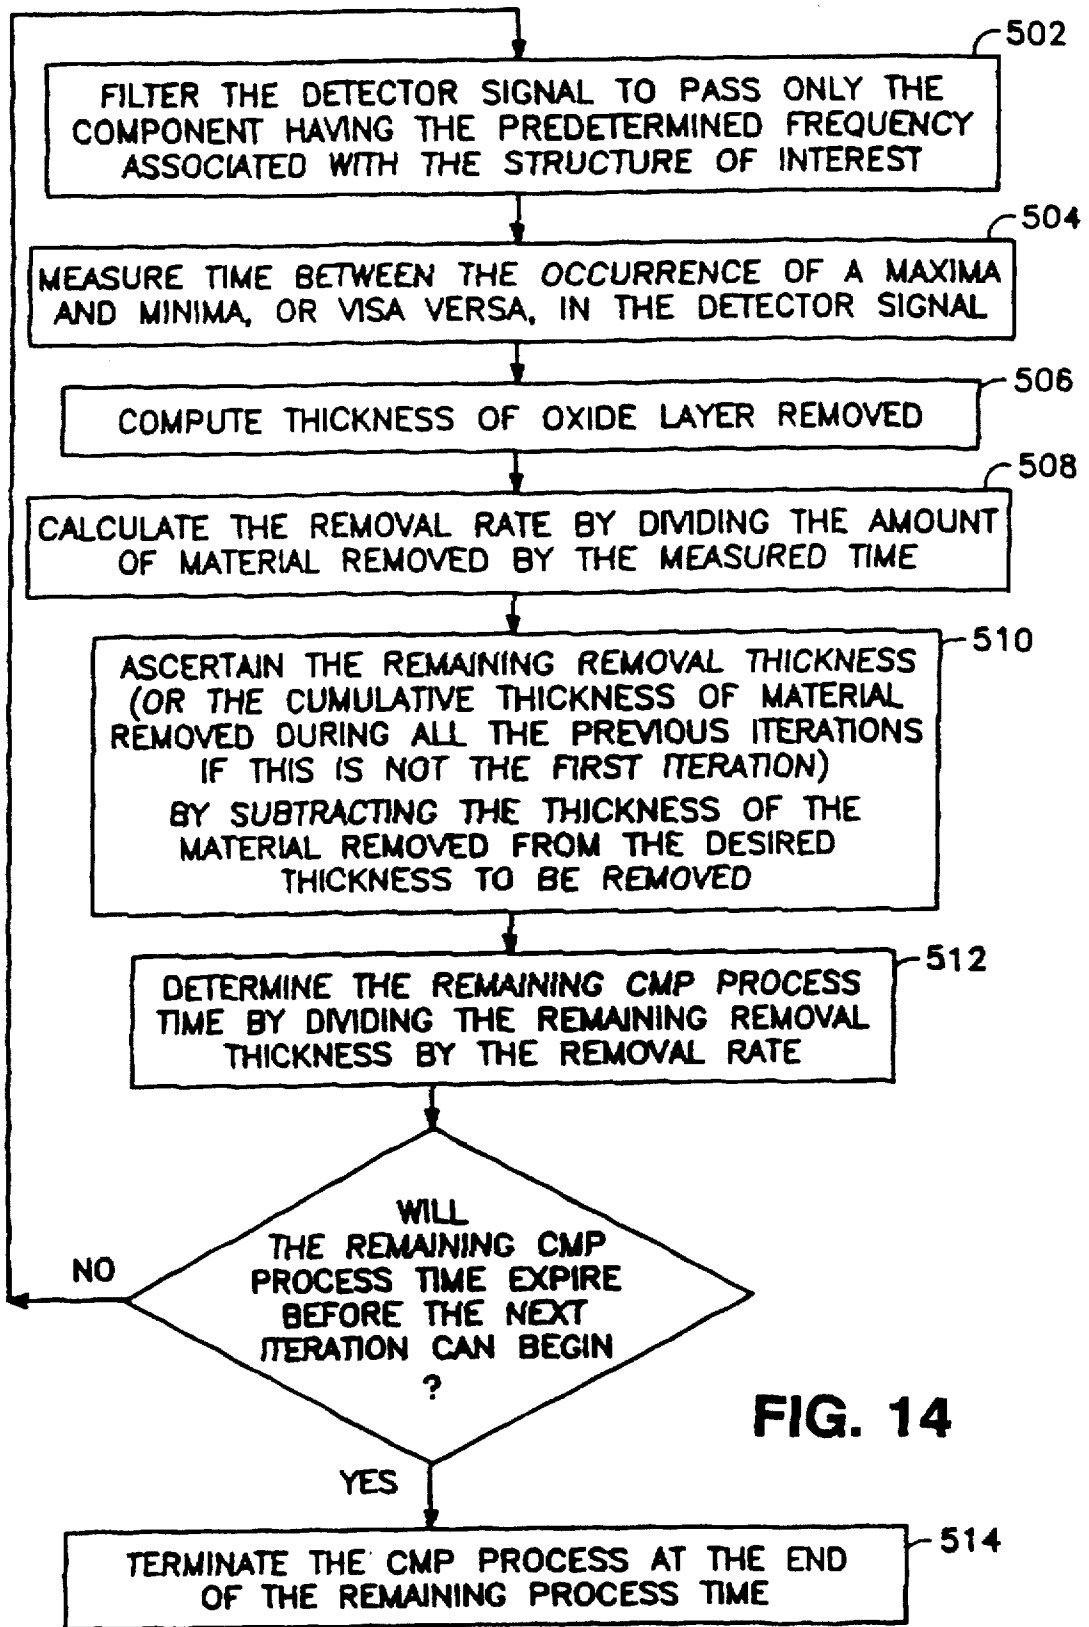 502
FILTER THE DETECTOR SIGNAL TO PASS ONLY THE
COMPONENT HAVING THE PREDETERMINED FREQUENCY
ASSOCIATED WITH THE STRUCTURE OF INTEREST
504
MEASURE TIME BETWEEN THE OCCURRENCE OF A MAXIMA
AND MINIMA, OR VISA VERSA, IN THE DETECTOR SIGNAL
506
COMPUTE THICKNESS OF OXIDE LAYER REMOVED
508
CALCULATE THE REMOVAL RATE BY DIVIDING THE AMOUNT
OF MATERIAL REMOVED BY THE MEASURED TIME
510
ASCERTAIN THE REMAINING REMOVAL THICKNESS
(OR THE CUMULATIVE THICKNESS OF MATERIAL
REMOVED DURING ALL THE PREVIOUS ITERATIONS
IF THIS IS NOT THE FIRST ITERATION)
BY SUBTRACTING THE THICKNESS OF THE
MATERIAL REMOVED FROM THE DESIRED
THICKNESS TO BE REMOVED
512
DETERMINE THE REMAINING CMP PROCESS
TIME BY DIVIDING THE REMAINING REMOVAL
THICKNESS BY THE REMOVAL RATE
WILL
THE REMAINING CMP
PROCESS TIME EXPIRE
BEFORE THE NEXT
ITERATION CAN BEGIN
?
NO
FIG. 14
YES
514
TERMINATE THE CMP PROCESS AT THE END
OF THE REMAINING PROCESS TIME